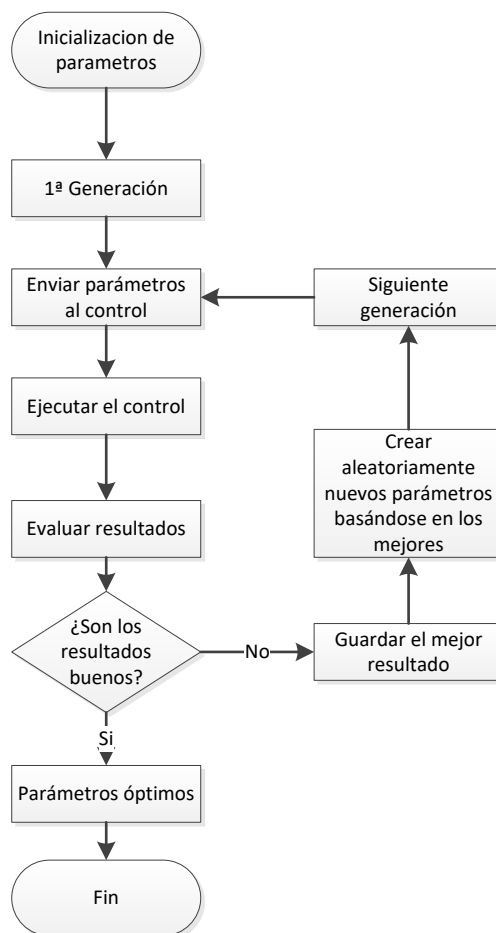 Inicializacion de
parametros
1ª Generación
Enviar parámetros
al control
Siguiente
generación
Ejecutar el control
Crear
aleatoriamente
nuevos parámetros
basándose en los
mejores
Evaluar resultados
¿Son los
resultados
buenos?
No
Guardar el mejor
resultado
Si
Parámetros óptimos
Fin